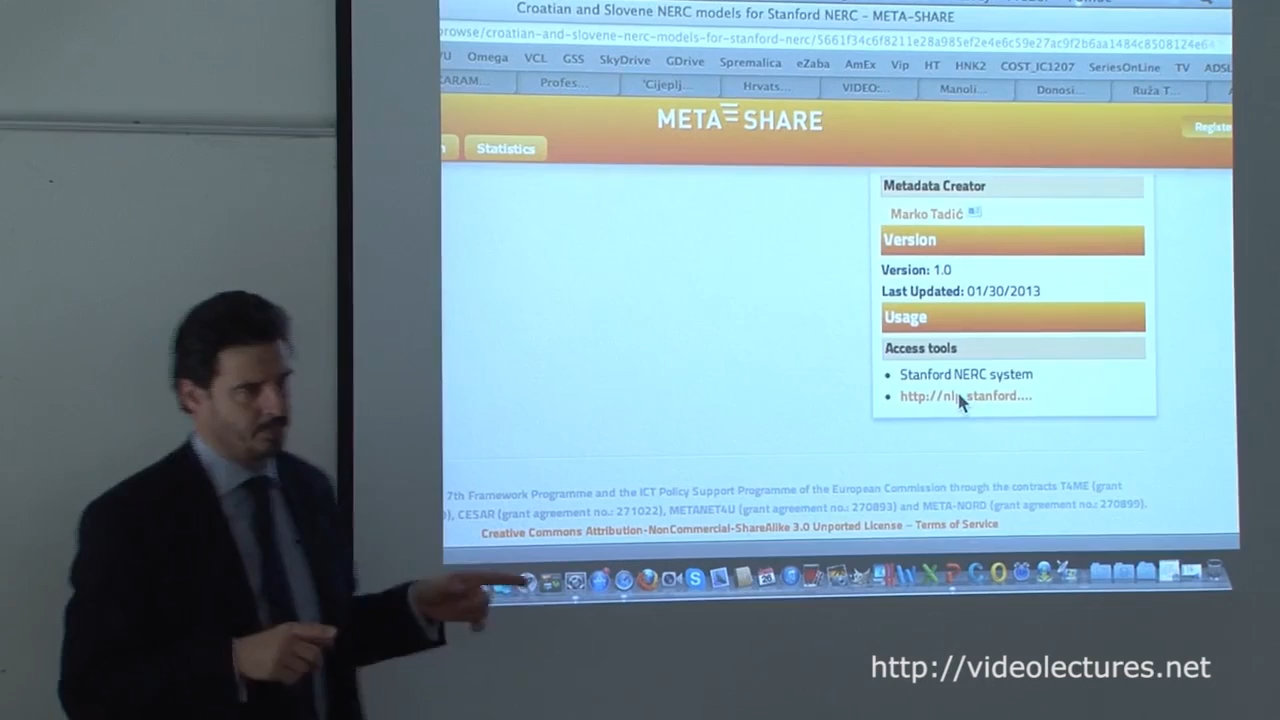 Croatian and Slovene NERC models for Stanford NERC – META-SHARE
rowse/croatian-and-slovene-nerc-models-for-stanford-nerc/5661f34c6f8211e28a985ef2e4e6c59e27ac9f2b6aa1484c8508124e64
Omega VCL GSS SkyDrive GDrive Spremalica eZaba AmEx Vip HT HNK2 COST_IC1207 SeriesOnLine TV ADSL
CARAM... Profes... 'Cijeplj... Hrvats... VIDEO:... Manoli... Donosi... Ruža T...
META SHARE
Registe
Statistics
Metadata Creator
Marko Tadić
Version
Version: 1.0
Last Updated: 01/30/2013
Usage
Access tools
• Stanford NERC system
• http://nlp.stanford....
7th Framework Programme and the ICT Policy Support Programme of the European Commission through the contracts T4ME (grant
), CESAR (grant agreement no.: 271022), METANET4U (grant agreement no.: 270893) and META-NORD (grant agreement no.: 270899).
Creative Commons Attribution-NonCommercial-ShareAlike 3.0 Unported License – Terms of Service
http://videolectures.net